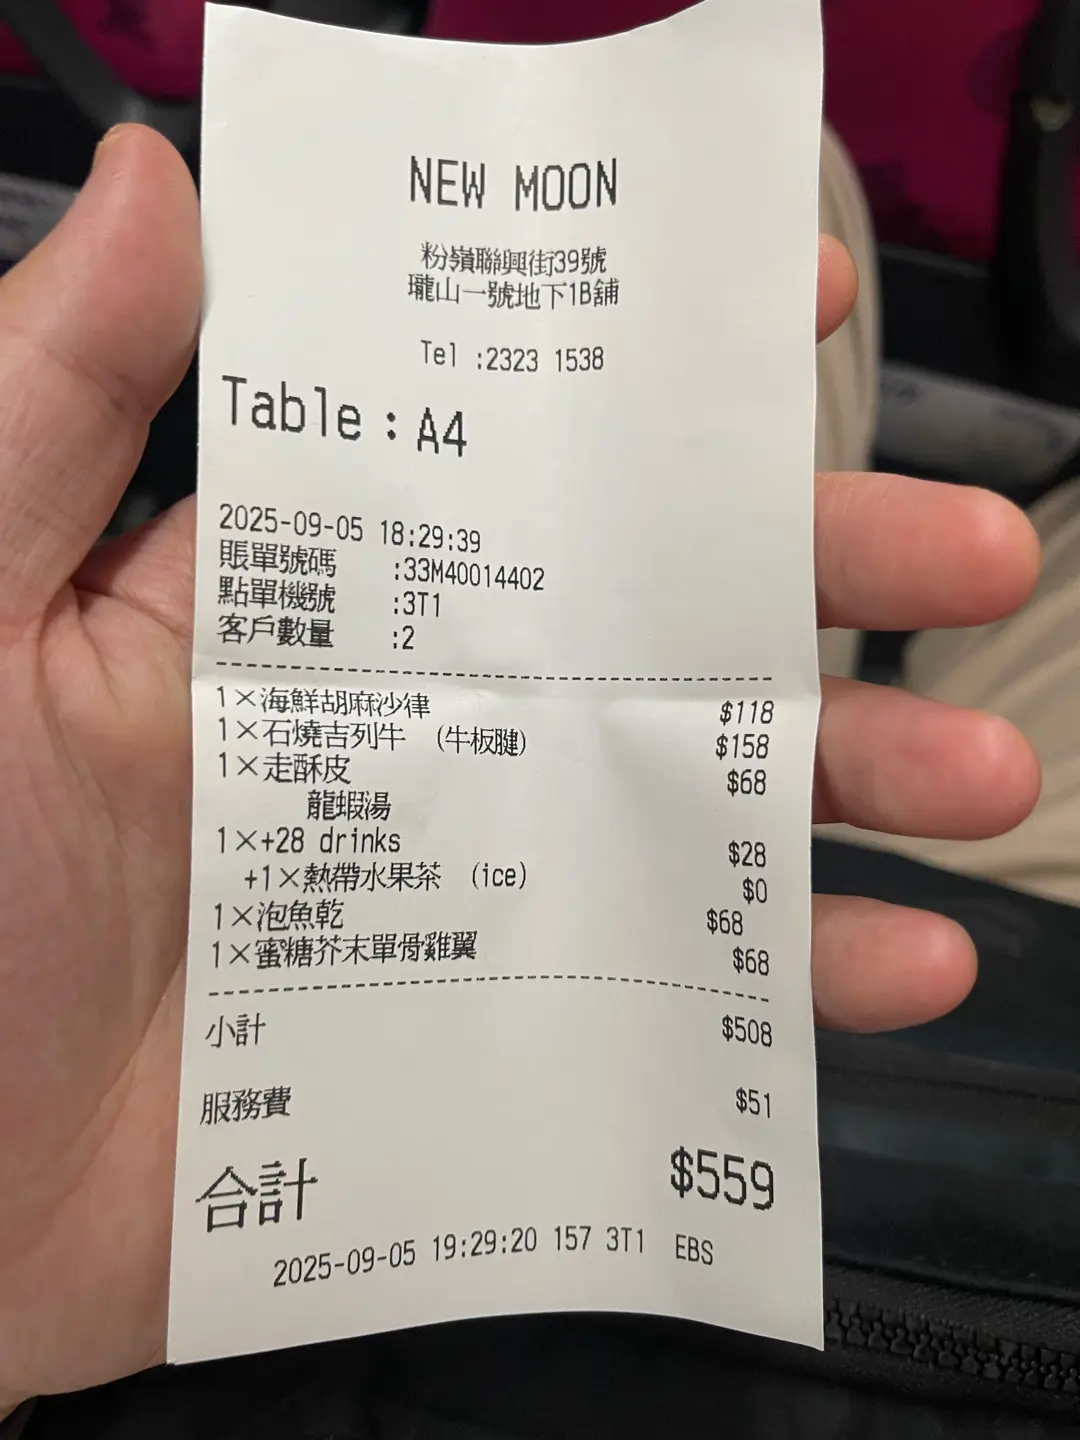 NEW MOON
粉嶺聯興街39號
瓏山一號地下1B舖
Tel :2323 1538
Table : A4
2025-09-05 18:29:39
賬單號碼 :33M40014402
點單機號 :3T1
客戶數量 :2
1×海鮮胡麻沙律 $118
1×石燒吉列牛 (牛板腱) $158
1×走酥皮 $68
龍蝦湯
1×+28 drinks $28
+1×熱帶水果茶 (ice) $0
1×泡魚乾 $68
1×蜜糖芥末單骨雞翼 $68
小計 $508
服務費 $51
合計 $559
2025-09-05 19:29:20 157 3T1 EBS